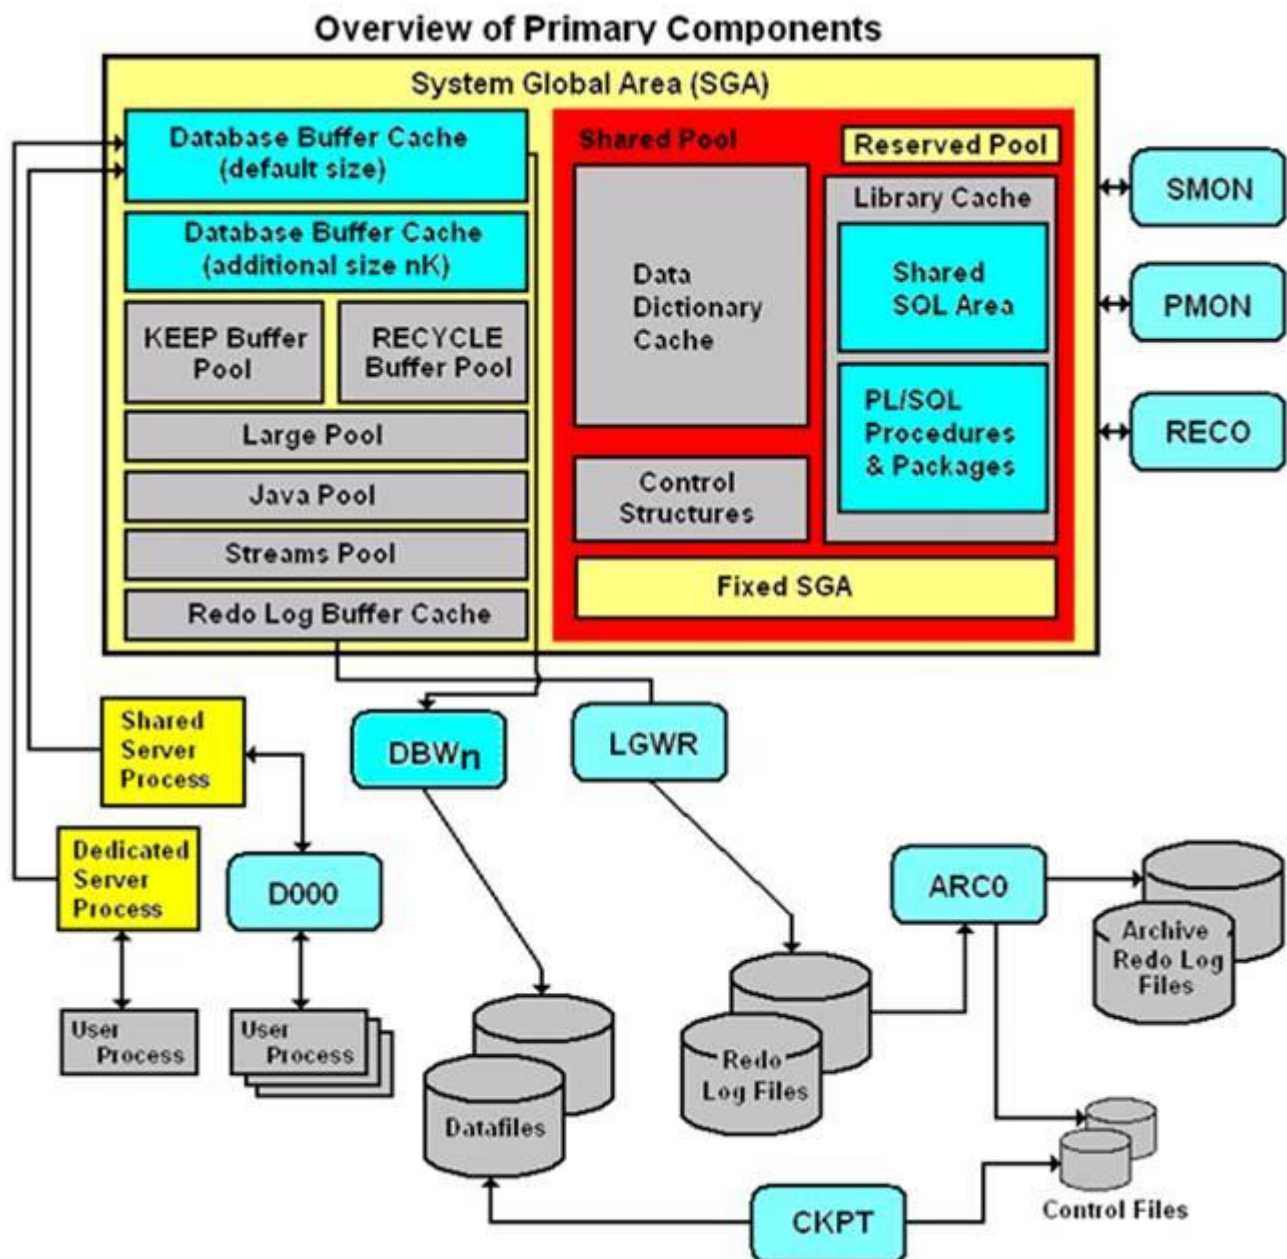 Overview of Primary Components
System Global Area (SGA)
Database Buffer Cache
(default size)
Database Buffer Cache
(additional size nK)
KEEP Buffer
Pool
RECYCLE
Buffer Pool
Large Pool
Java Pool
Streams Pool
Redo Log Buffer Cache
Shared Pool
Reserved Pool
Data
Dictionary
Cache
Library Cache
Shared
SQL Area
PL/SQL
Procedures
& Packages
Control
Structures
Fixed SGA
SMON
PMON
RECO
Shared
Server
Process
Dedicated
Server
Process
D000
DBWn
LGWR
ARC0
User
Process
User
Process
Datafiles
Redo
Log Files
Archive
Redo Log
Files
CKPT
Control Files